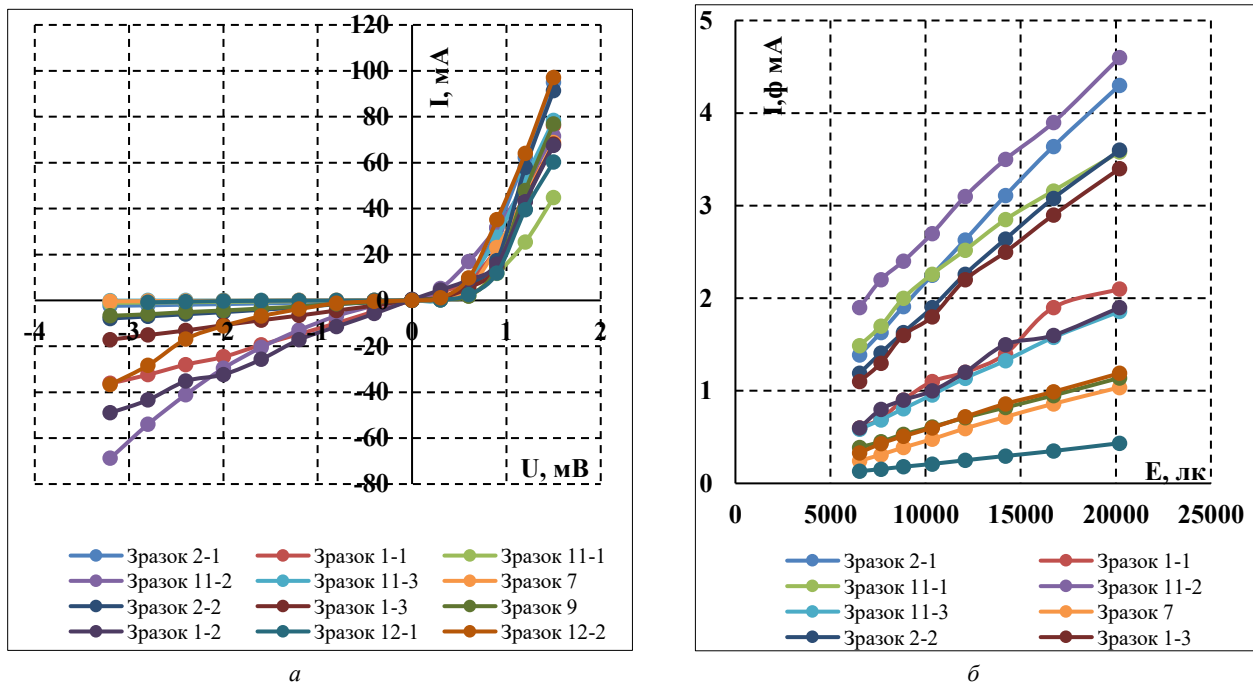 120
100
80
60
40
20
0
-20
-40
-60
-80
-4
-3
-2
-1
0
1
2
I, мА
U, мВ
Зразок 2-1
Зразок 1-1
Зразок 11-1
Зразок 11-2
Зразок 11-3
Зразок 7
Зразок 2-2
Зразок 1-3
Зразок 9
Зразок 1-2
Зразок 12-1
Зразок 12-2
а
5
4
3
2
1
0
I,ф мА
E, лк
0
5000
10000
15000
20000
25000
Зразок 2-1
Зразок 1-1
Зразок 11-1
Зразок 11-2
Зразок 11-3
Зразок 7
Зразок 2-2
Зразок 1-3
б